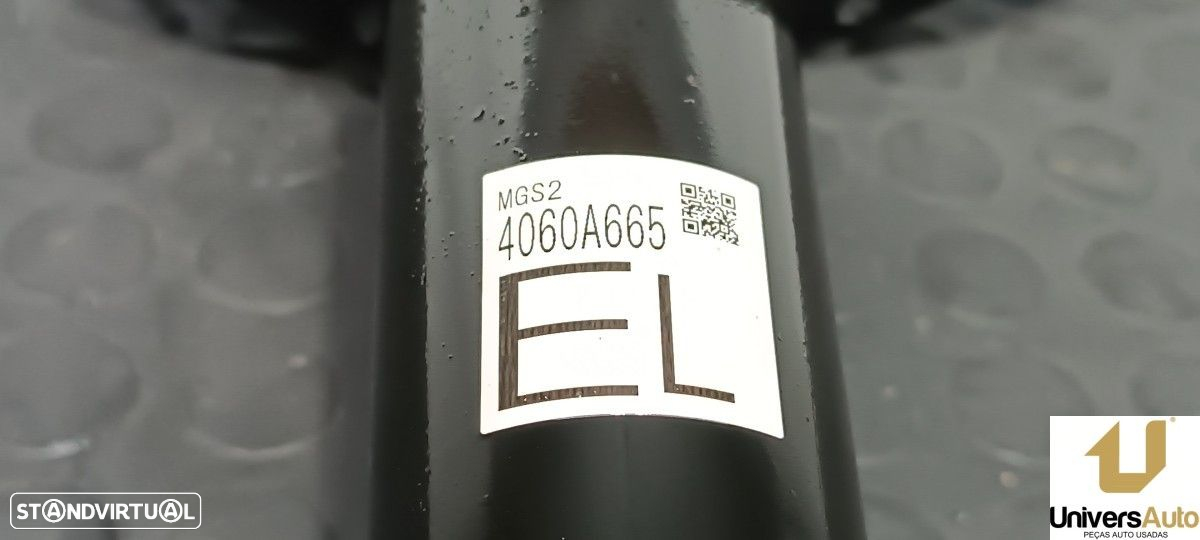 MGS2
4060A665
EL
STANDVIRTUAL
UniversAuto
PEÇAS AUTO USADAS